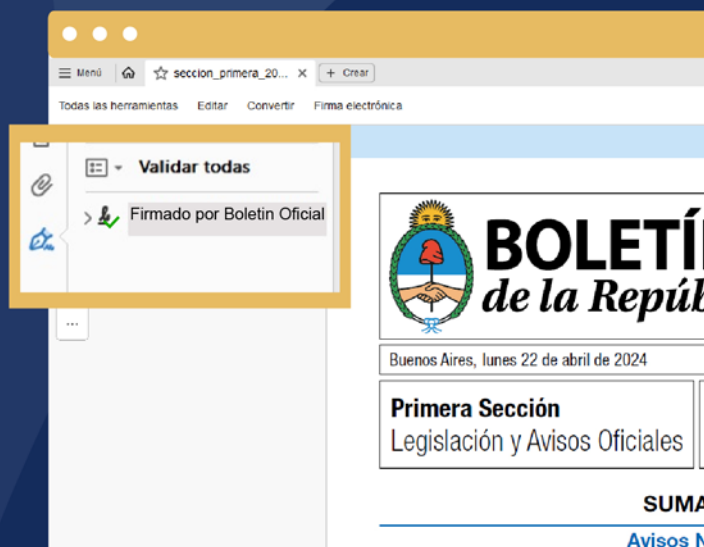 Menú
seccion_primera_20... × + Crear
Todas las herramientas Editar Convertir Firma electrónica
Validar todas
Firmado por Boletin Oficial
...
BOLETÍ
de la Repúb
Buenos Aires, lunes 22 de abril de 2024
Primera Sección
Legislación y Avisos Oficiales
SUMA
Avisos N